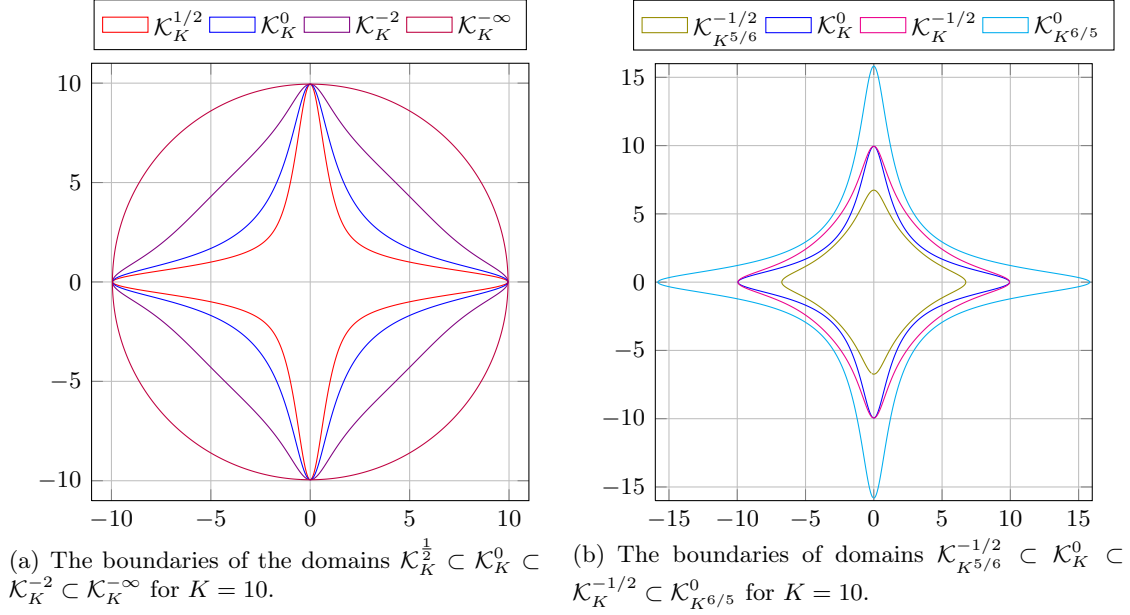 $\mathcal{K}_K^{1/2}$ $\mathcal{K}_K^0$ $\mathcal{K}_K^{-2}$ $\mathcal{K}_K^{-\infty}$
10
5
0
−5
−10
−10 −5 0 5 10
(a) The boundaries of the domains $\mathcal{K}_K^{\frac{1}{2}} \subset \mathcal{K}_K^0 \subset$
$\mathcal{K}_K^{-2} \subset \mathcal{K}_K^{-\infty}$ for $K = 10$.
$\mathcal{K}_{K^{5/6}}^{-1/2}$ $\mathcal{K}_K^0$ $\mathcal{K}_K^{-1/2}$ $\mathcal{K}_{K^{6/5}}^0$
15
10
5
0
−5
−10
−15
−15 −10 −5 0 5 10 15
(b) The boundaries of domains $\mathcal{K}_{K^{5/6}}^{-1/2} \subset \mathcal{K}_K^0 \subset$
$\mathcal{K}_K^{-1/2} \subset \mathcal{K}_{K^{6/5}}^0$ for $K = 10$.